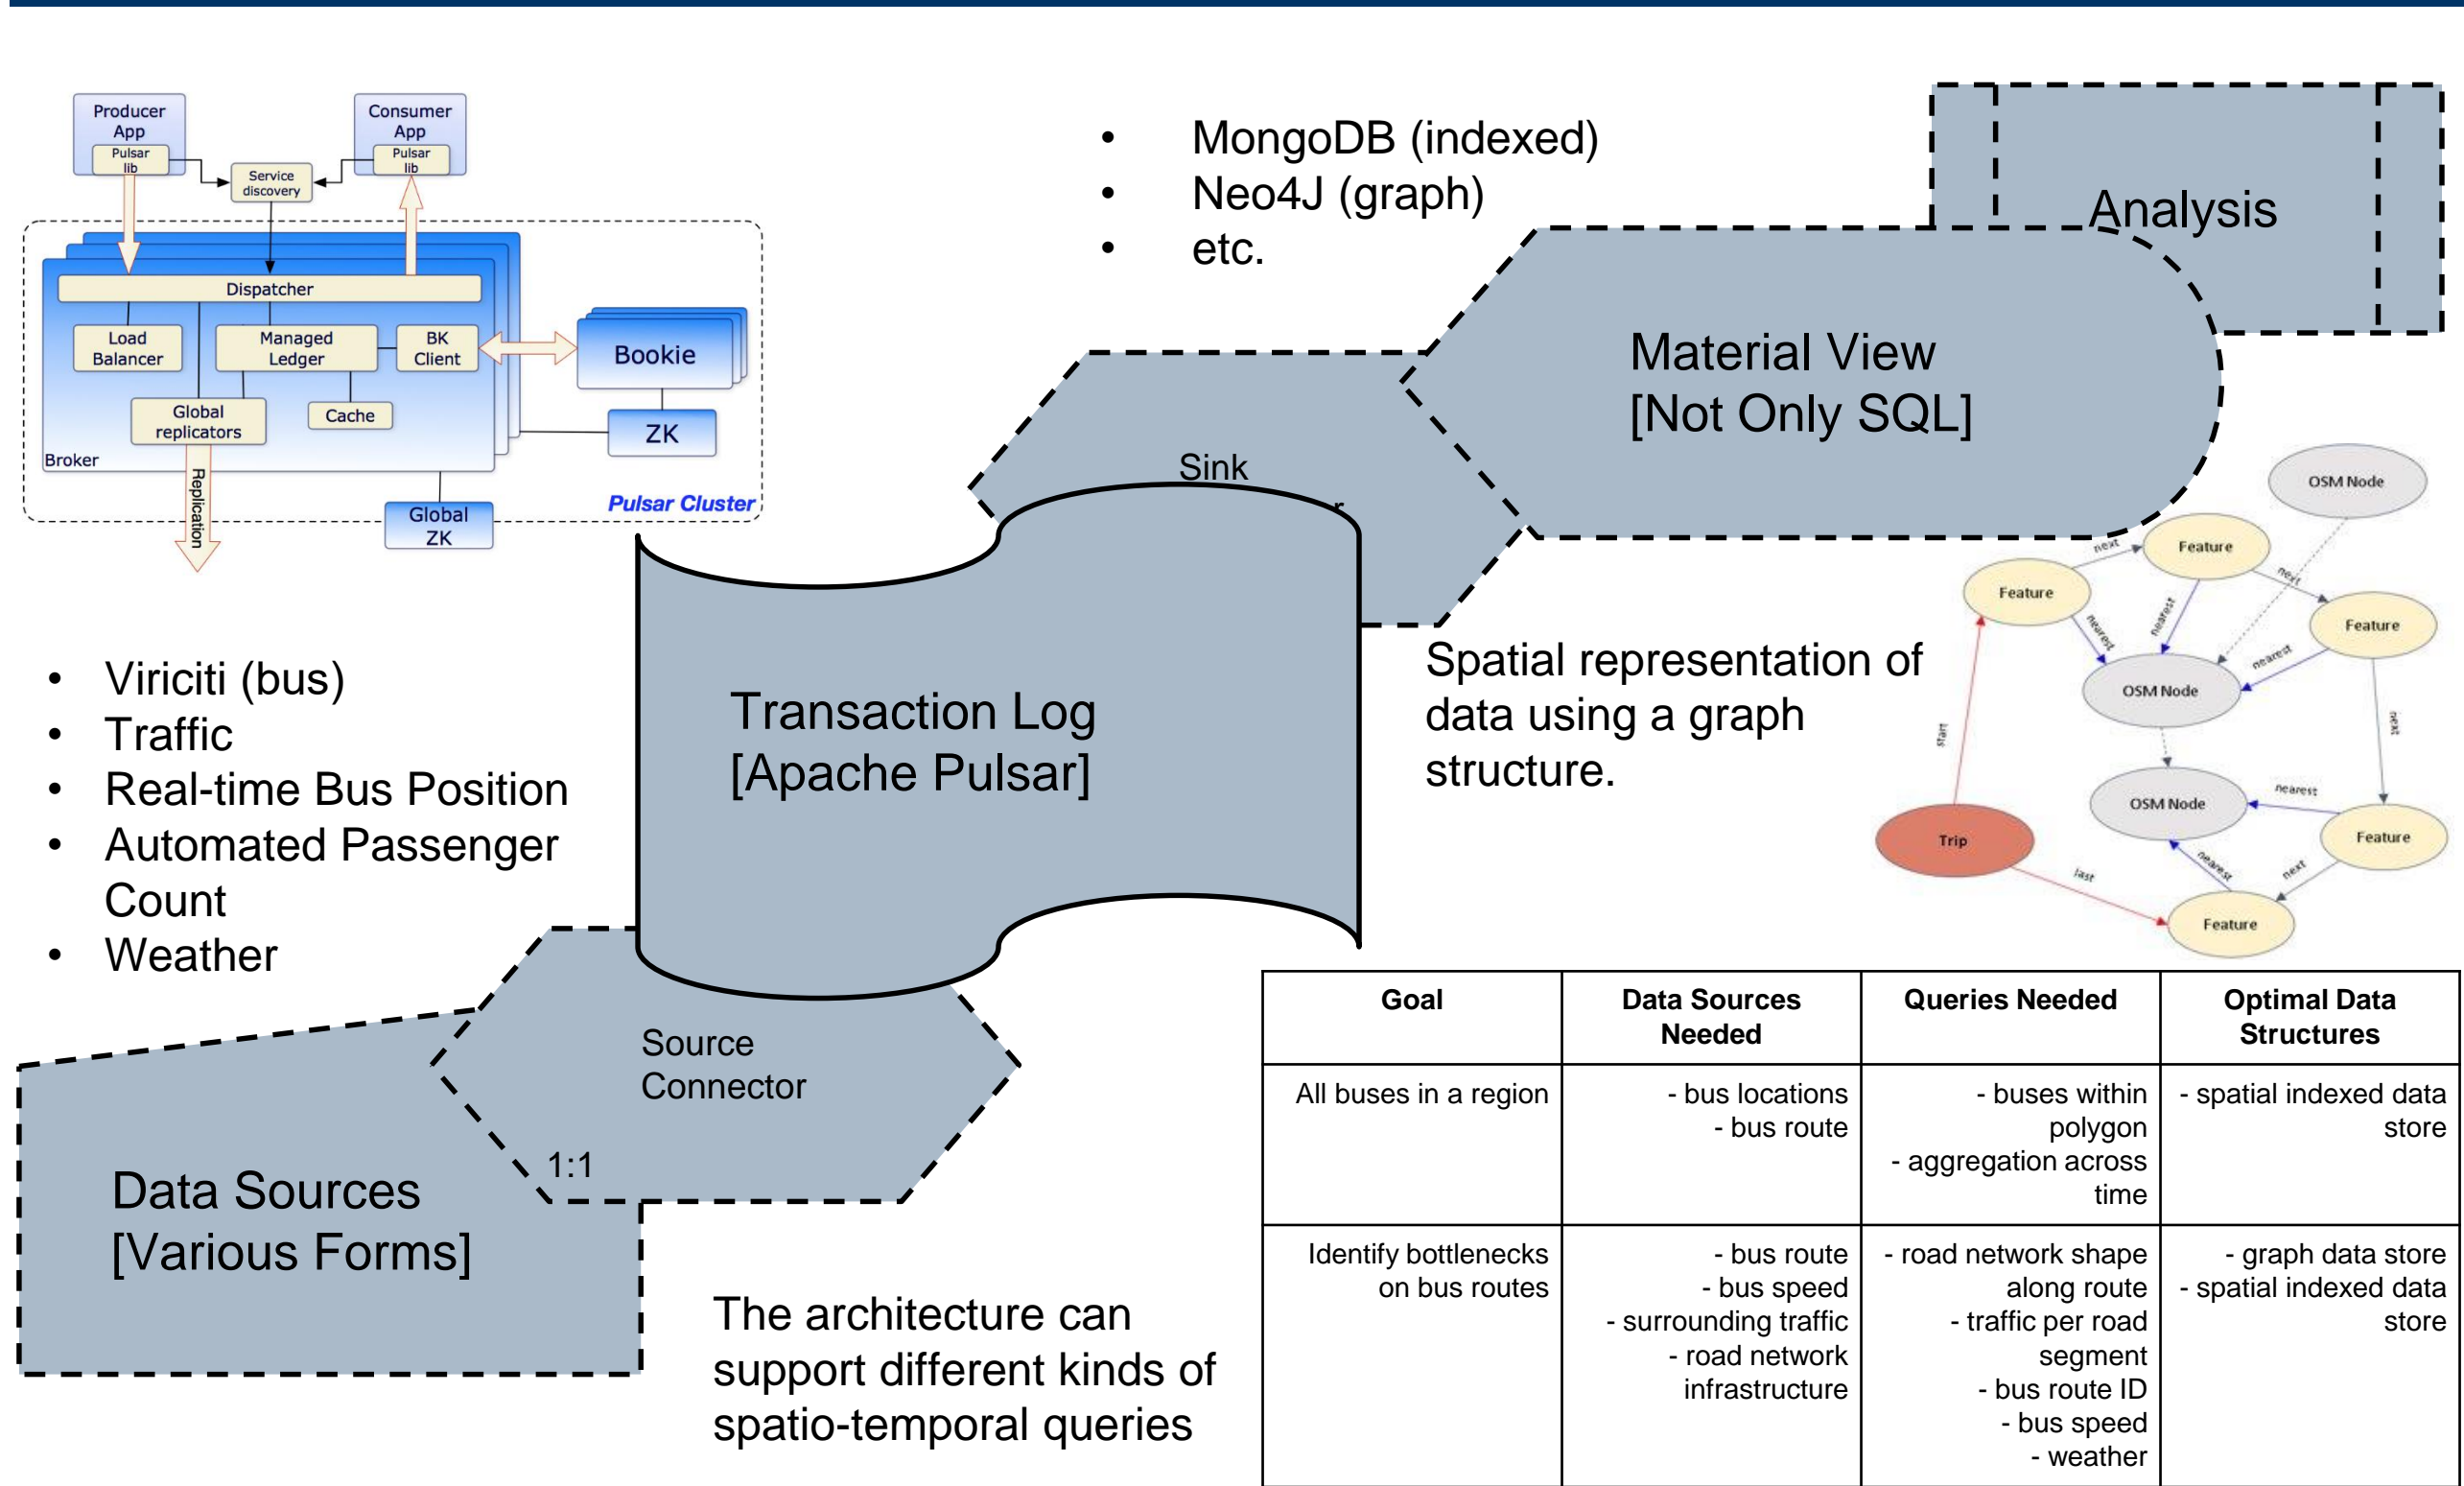 Producer
App
Pulsar
lib
Consumer
App
Pulsar
lib
Service
discovery
Dispatcher
Load
Balancer
Managed
Ledger
BK
Client
Bookie
Global
replicators
Cache
ZK
Broker
Replication
Pulsar Cluster
Global
ZK
• MongoDB (indexed)
• Neo4J (graph)
• etc.
Analysis
Material View
[Not Only SQL]
Sink
r
Transaction Log
[Apache Pulsar]
• Viriciti (bus)
• Traffic
• Real-time Bus Position
• Automated Passenger
Count
• Weather
Spatial representation of
data using a graph
structure.
OSM Node
Feature
next
Feature
next
Feature
nearest
nearest
nearest
OSM Node
next
start
OSM Node
nearest
Feature
Trip
last
nearest
next
Feature
Source
Connector
1:1
Data Sources
[Various Forms]
The architecture can
support different kinds of
spatio-temporal queries
Goal
Data Sources
Needed
Queries Needed
Optimal Data
Structures
All buses in a region
- bus locations
- bus route
- buses within
polygon
- aggregation across
time
- spatial indexed data
store
Identify bottlenecks
on bus routes
- bus route
- bus speed
- surrounding traffic
- road network
infrastructure
- road network shape
along route
- traffic per road
segment
- bus route ID
- bus speed
- weather
- graph data store
- spatial indexed data
store